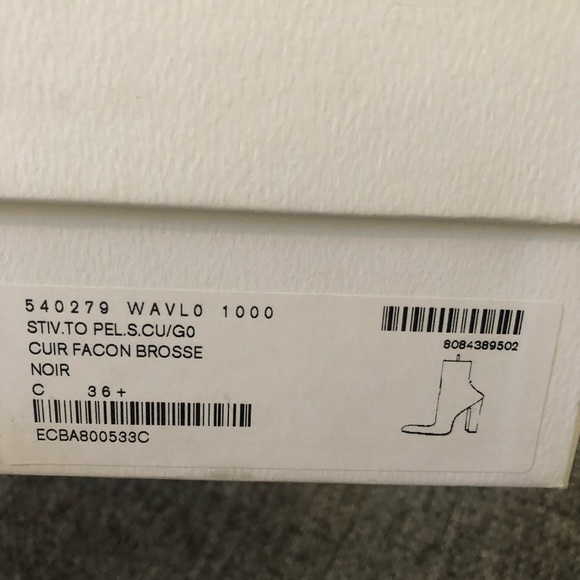 540279 WAVL0 1000
STIV.TO PEL.S.CU/G0
CUIR FACON BROSSE
NOIR
C 36+
ECBA800533C
8084389502